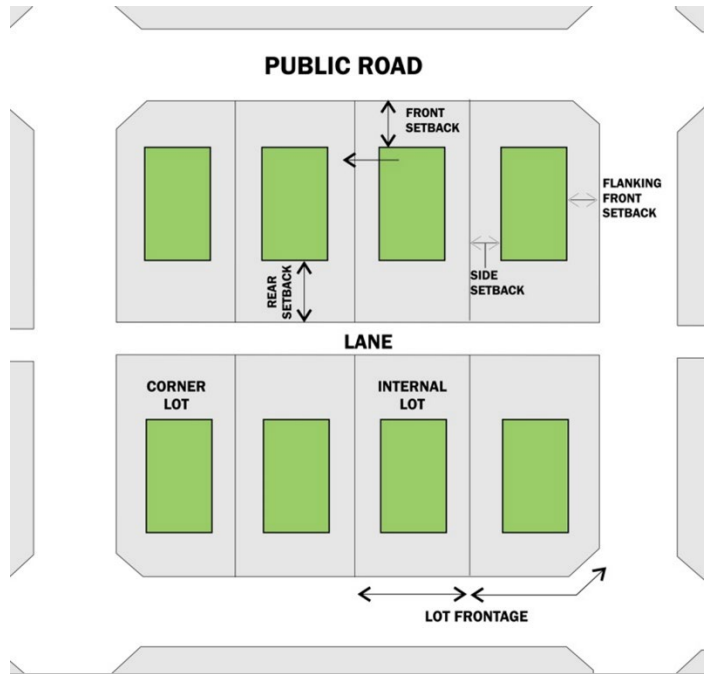 PUBLIC ROAD
FRONT
SETBACK
FLANKING
FRONT
SETBACK
REAR
SETBACK
SIDE
SETBACK
LANE
CORNER
LOT
INTERNAL
LOT
LOT FRONTAGE